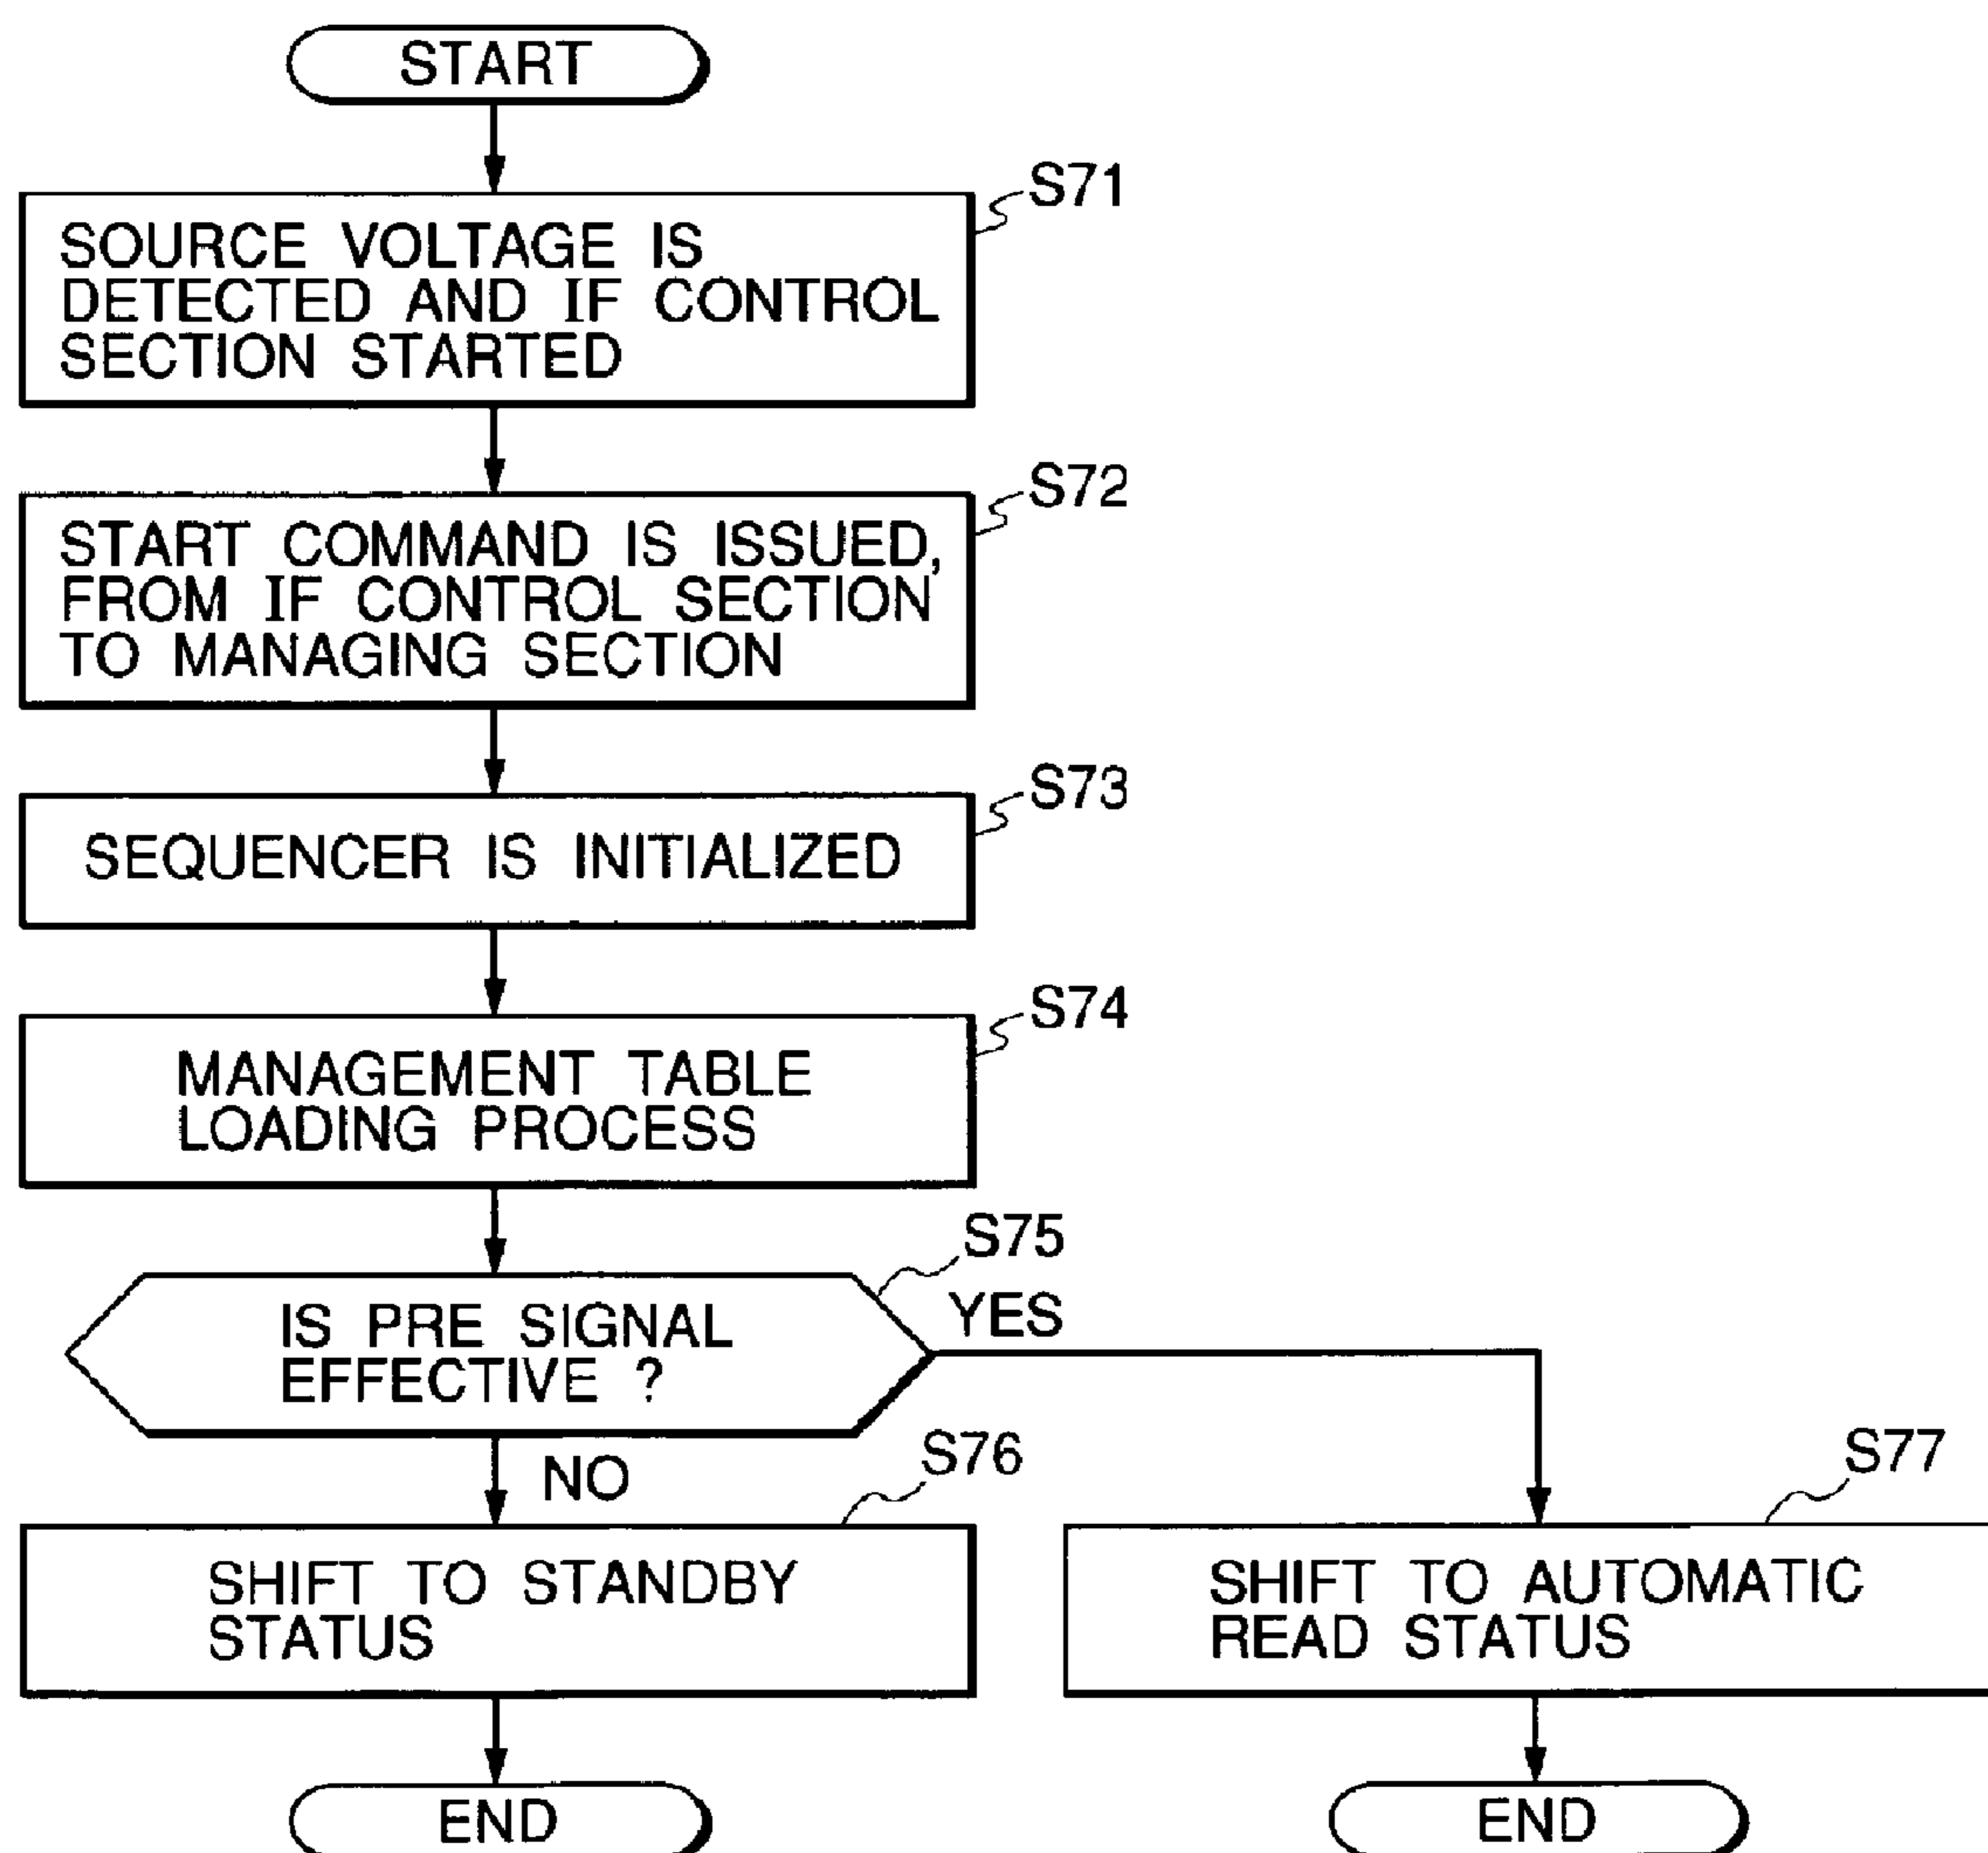 START
S71
SOURCE VOLTAGE IS
DETECTED AND IF CONTROL
SECTION STARTED
S72
START COMMAND IS ISSUED,
FROM IF CONTROL SECTION
TO MANAGING SECTION
S73
SEQUENCER IS INITIALIZED
S74
MANAGEMENT TABLE
LOADING PROCESS
S75
IS PRE SIGNAL
EFFECTIVE ?
YES
NO
S76
SHIFT TO STANDBY
STATUS
S77
SHIFT TO AUTOMATIC
READ STATUS
END
END